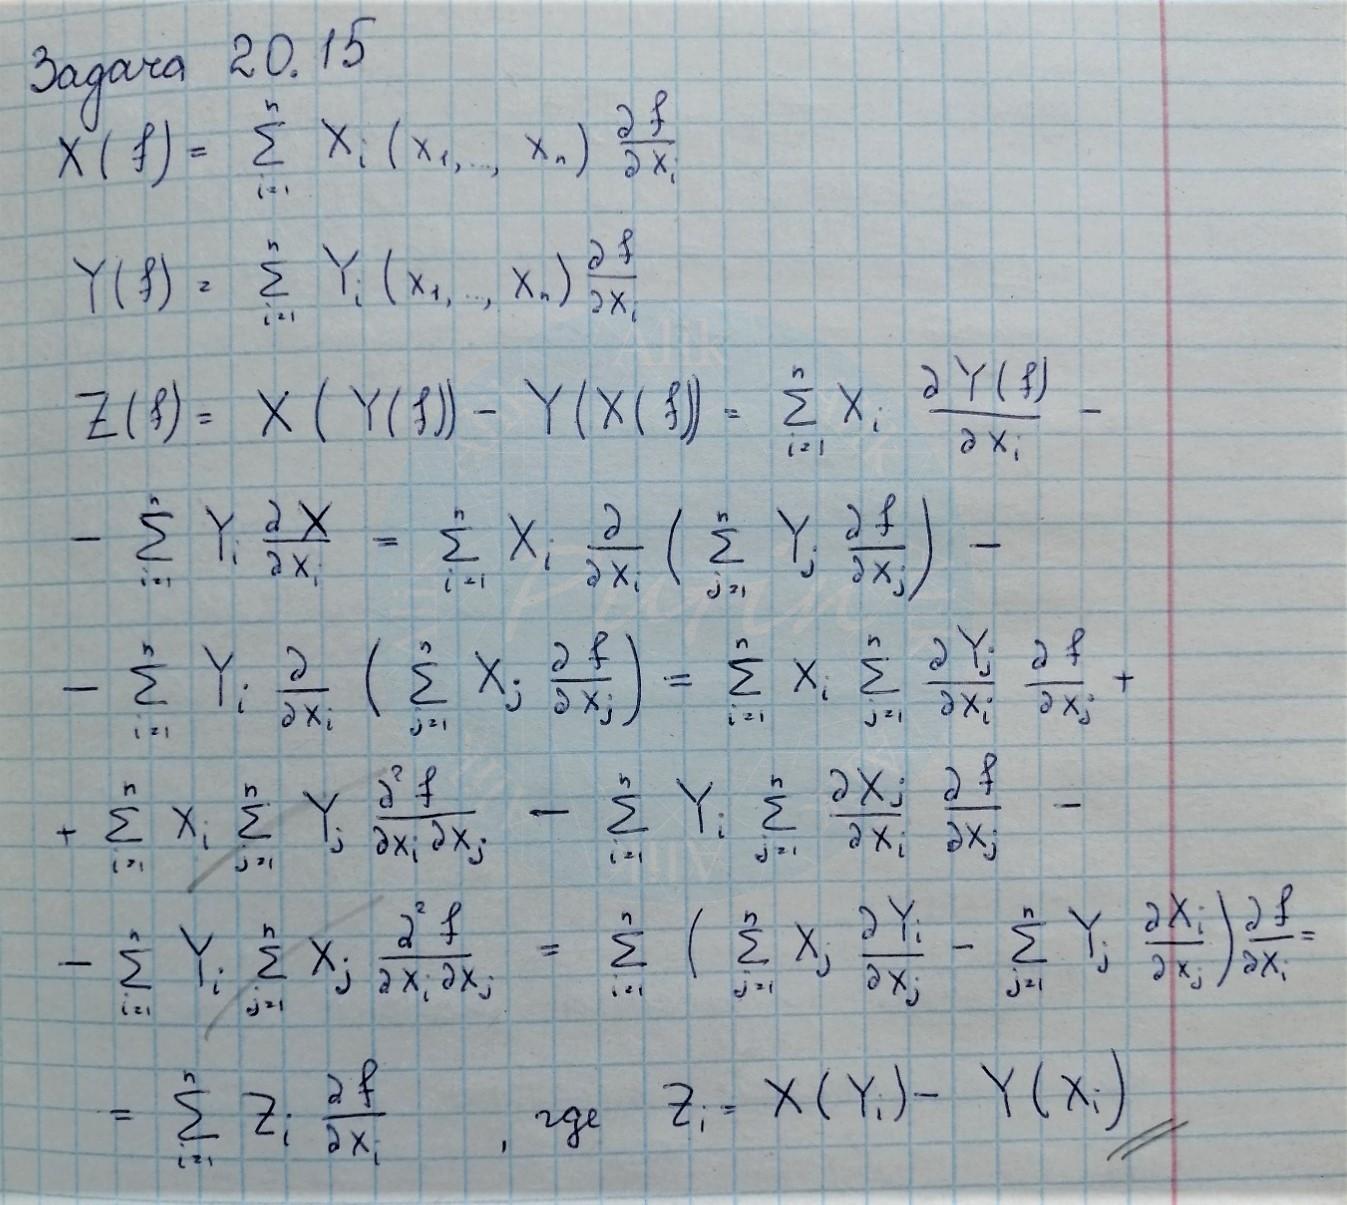 Задача 20.15
X(f) = \sum_{i=1}^{n} X_i (x_1, .., x_n) \frac{\partial f}{\partial x_i}
Y(f) = \sum_{i=1}^{n} Y_i (x_1, .., x_n) \frac{\partial f}{\partial x_i}
Z(f) = X(Y(f)) - Y(X(f)) = \sum_{i=1}^{n} X_i \frac{\partial Y(f)}{\partial x_i} -
- \sum_{i=1}^{n} Y_i \frac{\partial X}{\partial x_i} = \sum_{i=1}^{n} X_i \frac{\partial}{\partial x_i} ( \sum_{j=1}^{n} Y_j \frac{\partial f}{\partial x_j} ) -
- \sum_{i=1}^{n} Y_i \frac{\partial}{\partial x_i} ( \sum_{j=1}^{n} X_j \frac{\partial f}{\partial x_j} ) = \sum_{i=1}^{n} X_i \sum_{j=1}^{n} \frac{\partial Y_j}{\partial x_i} \frac{\partial f}{\partial x_j} +
+ \sum_{i=1}^{n} X_i \sum_{j=1}^{n} Y_j \frac{\partial^2 f}{\partial x_i \partial x_j} - \sum_{i=1}^{n} Y_i \sum_{j=1}^{n} \frac{\partial X_j}{\partial x_i} \frac{\partial f}{\partial x_j} -
- \sum_{i=1}^{n} Y_i \sum_{j=1}^{n} X_j \frac{\partial^2 f}{\partial x_i \partial x_j} = \sum_{i=1}^{n} ( \sum_{j=1}^{n} X_j \frac{\partial Y_i}{\partial x_j} - \sum_{j=1}^{n} Y_j \frac{\partial X_i}{\partial x_j} ) \frac{\partial f}{\partial x_i} =
= \sum_{i=1}^{n} Z_i \frac{\partial f}{\partial x_i} , где Z_i = X(Y_i) - Y(X_i)